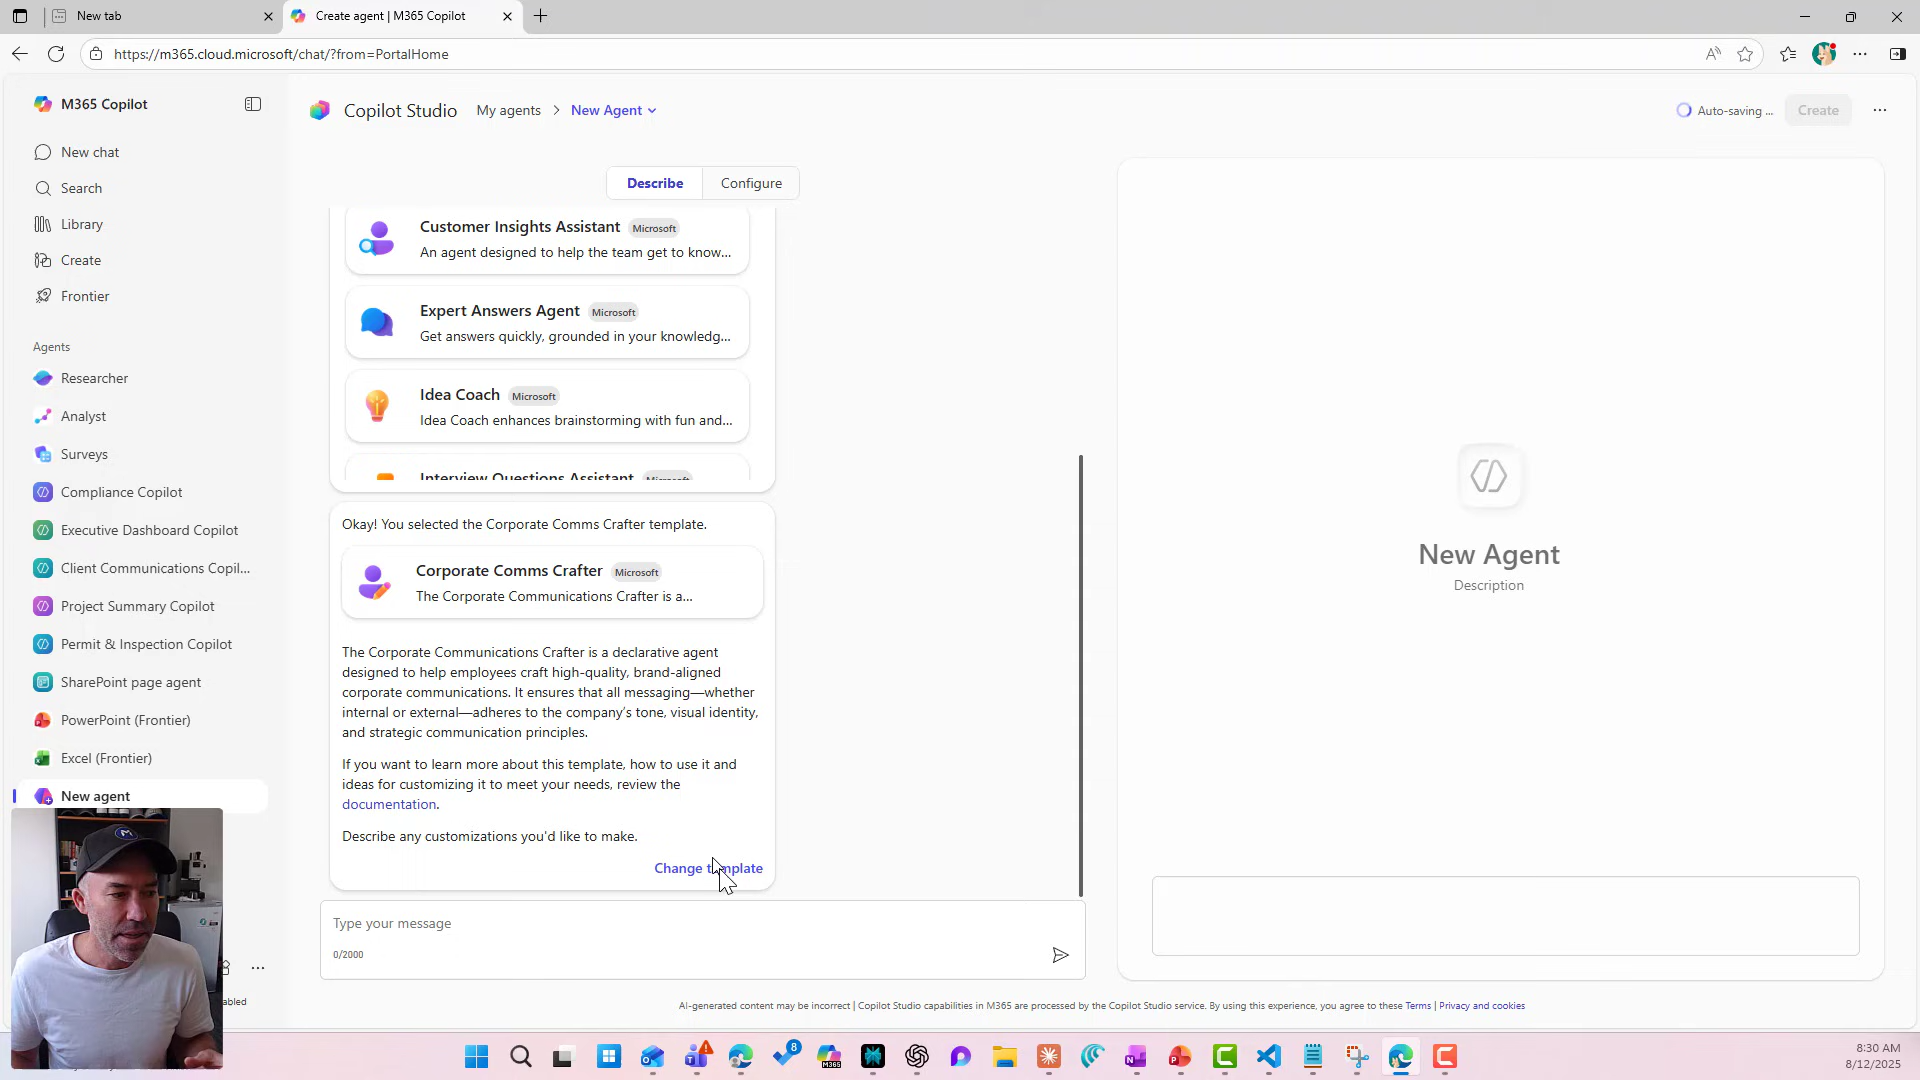 New tab
Create agent | M365 Copilot
https://m365.cloud.microsoft/chat/?from=PortalHome
M365 Copilot
New chat
Search
Library
Create
Frontier
Agents
Researcher
Analyst
Surveys
Compliance Copilot
Executive Dashboard Copilot
Client Communications Copil...
Project Summary Copilot
Permit & Inspection Copilot
SharePoint page agent
PowerPoint (Frontier)
Excel (Frontier)
New agent
Copilot Studio
My agents
New Agent
Auto-saving ...
Create
Describe
Configure
Customer Insights Assistant Microsoft
An agent designed to help the team get to know...
Expert Answers Agent Microsoft
Get answers quickly, grounded in your knowledg...
Idea Coach Microsoft
Idea Coach enhances brainstorming with fun and...
Interview Questions Assistant Microsoft
Okay! You selected the Corporate Comms Crafter template.
Corporate Comms Crafter Microsoft
The Corporate Communications Crafter is a...
The Corporate Communications Crafter is a declarative agent
designed to help employees craft high-quality, brand-aligned
corporate communications. It ensures that all messaging—whether
internal or external—adheres to the company's tone, visual identity,
and strategic communication principles.
If you want to learn more about this template, how to use it and
ideas for customizing it to meet your needs, review the
documentation.
Describe any customizations you'd like to make.
Change template
Type your message
0/2000
New Agent
Description
AI-generated content may be incorrect | Copilot Studio capabilities in M365 are processed by the Copilot Studio service. By using this experience, you agree to these Terms | Privacy and cookies
8
M365
8:30 AM
8/12/2025